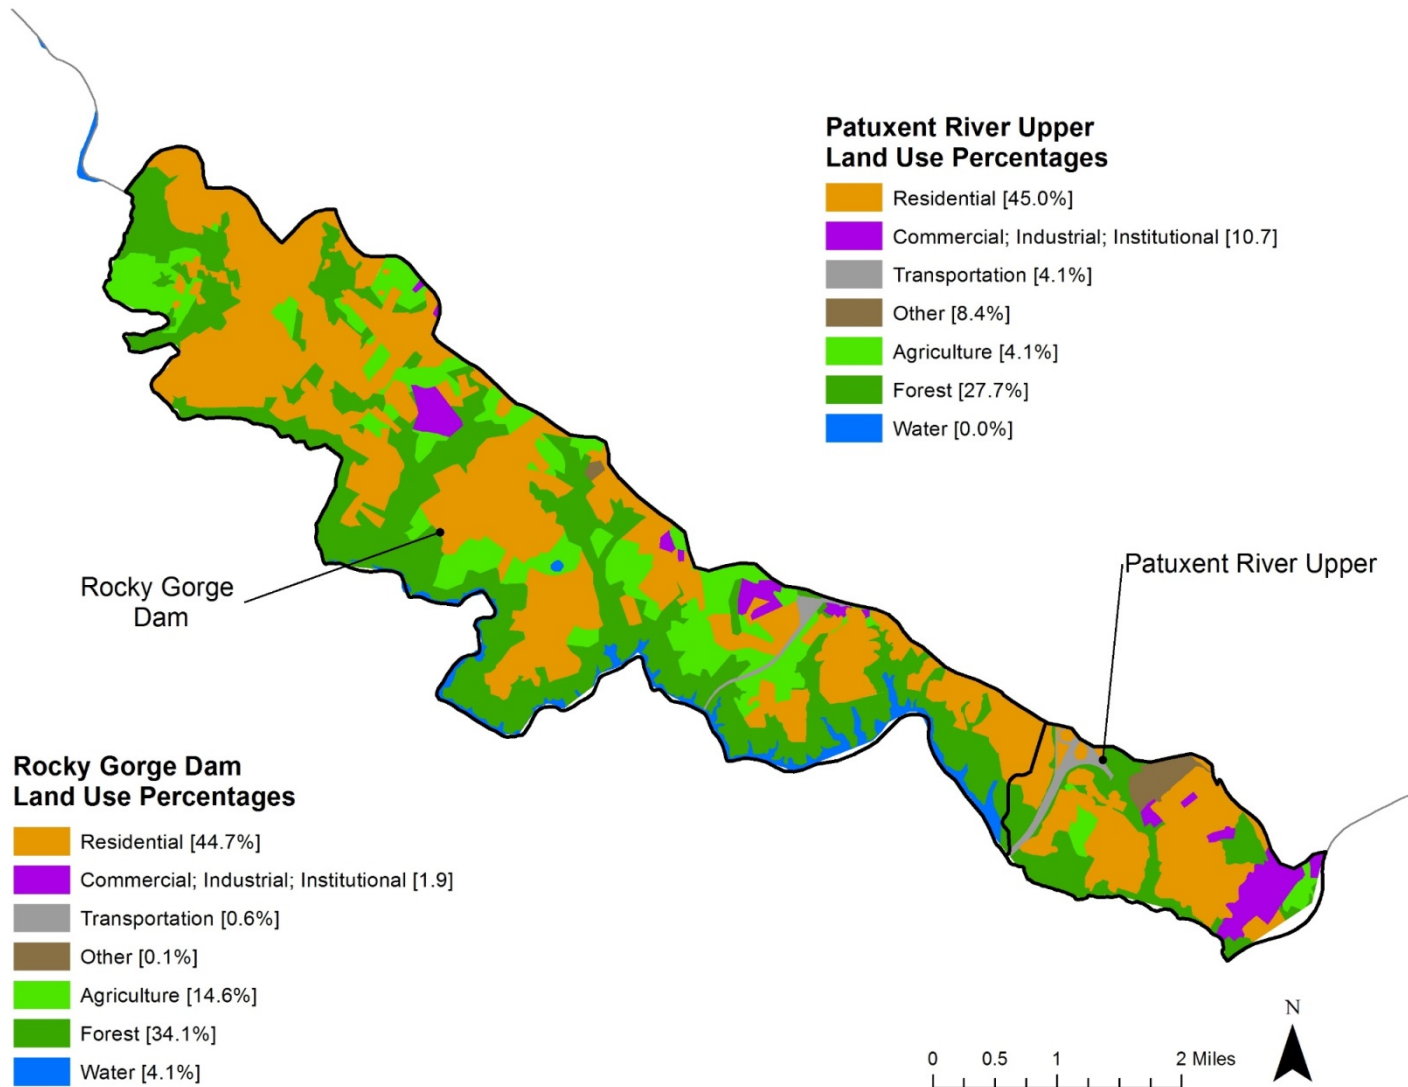 Patuxent River Upper
Land Use Percentages
Residential [45.0%]
Commercial; Industrial; Institutional [10.7]
Transportation [4.1%]
Other [8.4%]
Agriculture [4.1%]
Forest [27.7%]
Water [0.0%]
Rocky Gorge
Dam
Patuxent River Upper
Rocky Gorge Dam
Land Use Percentages
Residential [44.7%]
Commercial; Industrial; Institutional [1.9]
Transportation [0.6%]
Other [0.1%]
Agriculture [14.6%]
Forest [34.1%]
Water [4.1%]
N
0 0.5 1 2 Miles